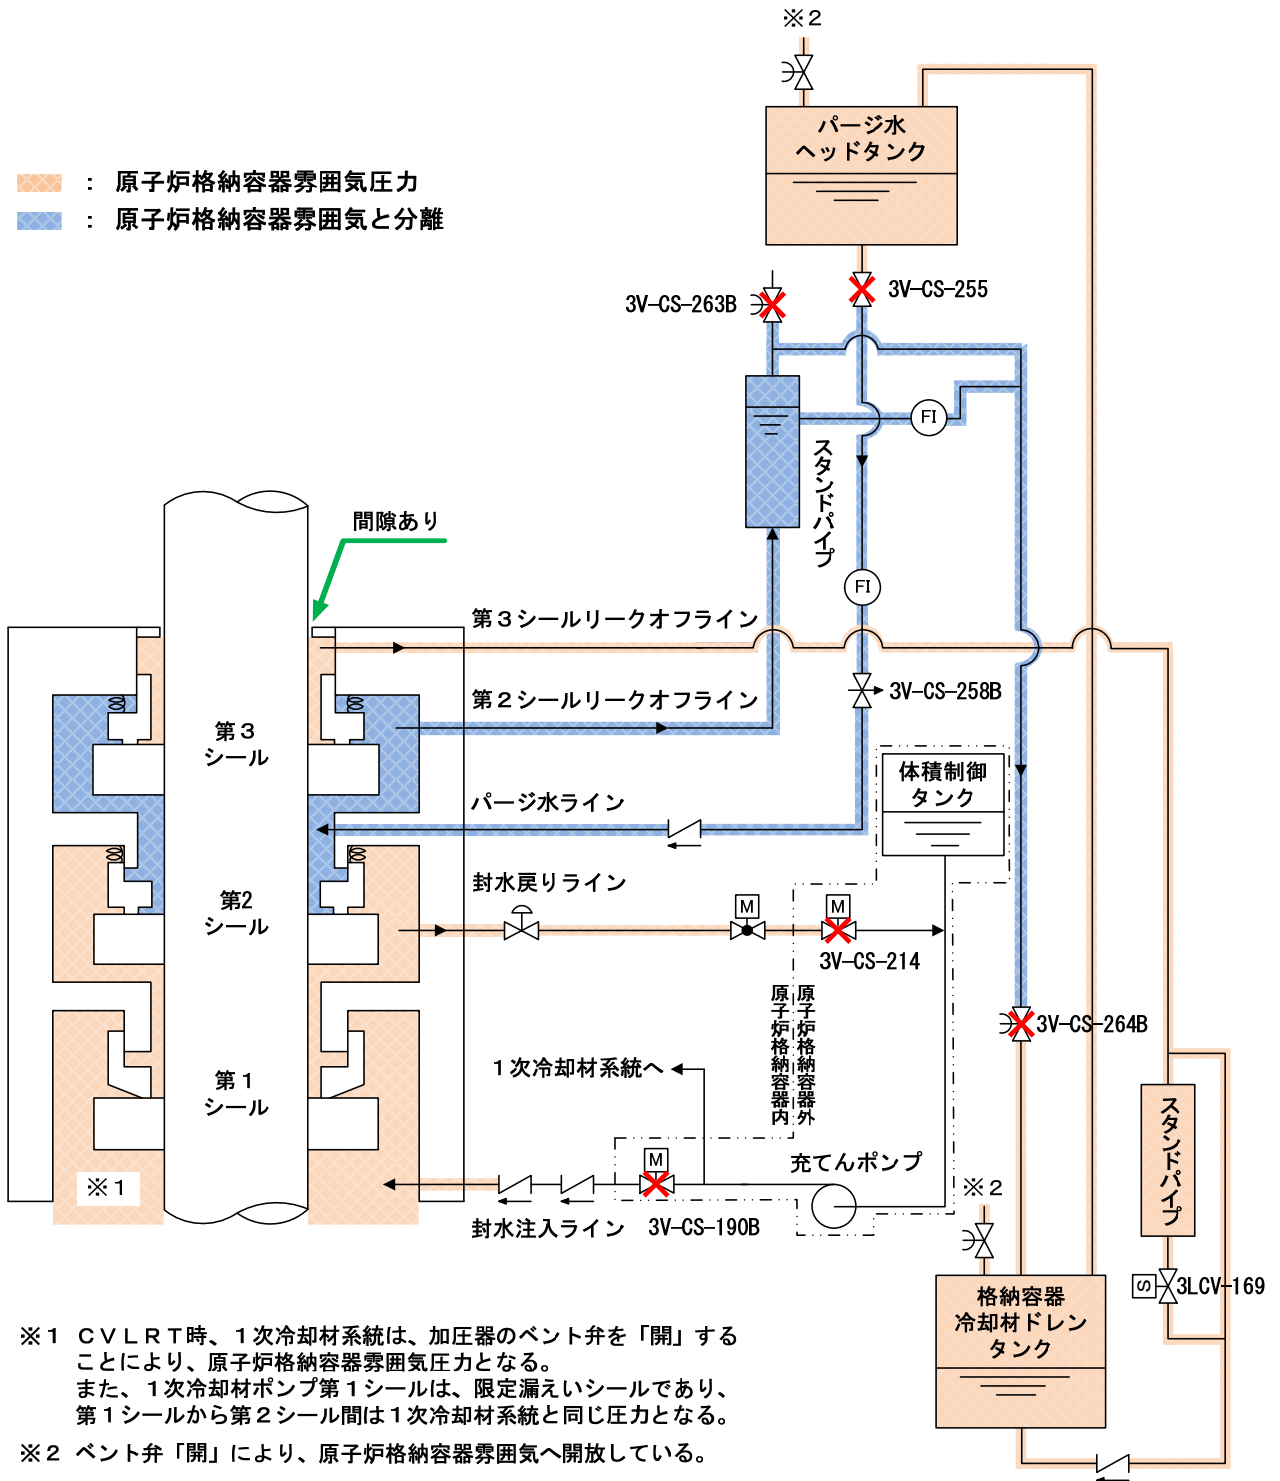 ※２
パージ水
ヘッドタンク
： 原子炉格納容器雰囲気圧力
： 原子炉格納容器雰囲気と分離
3V-CS-263B
3V-CS-255
FI
スタンドパイプ
間隙あり
FI
第３シールリークオフライン
第２シールリークオフライン
3V-CS-258B
第３
シール
体積制御
タンク
パージ水ライン
封水戻りライン
第2
シール
M
M
3V-CS-214
原子炉格納容器内
原子炉格納容器外
3V-CS-264B
１次冷却材系統へ
第１
シール
スタンドパイプ
M
充てんポンプ
※１
※２
封水注入ライン
3V-CS-190B
S
3LCV-169
格納容器
冷却材ドレン
タンク
※１ ＣＶＬＲＴ時、１次冷却材系統は、加圧器のベント弁を「開」する
ことにより、原子炉格納容器雰囲気圧力となる。
また、１次冷却材ポンプ第１シールは、限定漏えいシールであり、
第１シールから第２シール間は１次冷却材系統と同じ圧力となる。
※２ ベント弁「開」により、原子炉格納容器雰囲気へ開放している。